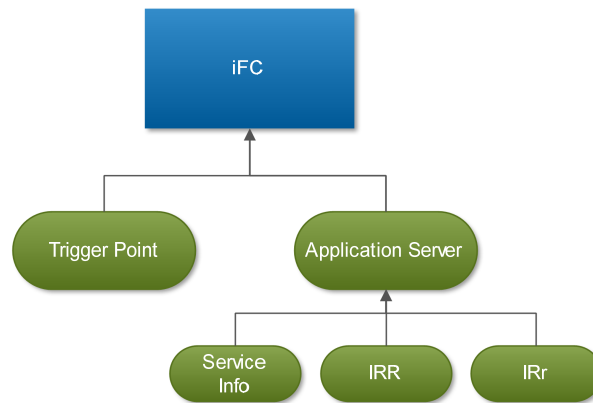 iFC
Trigger Point
Application Server
Service
Info
IRR
IRr